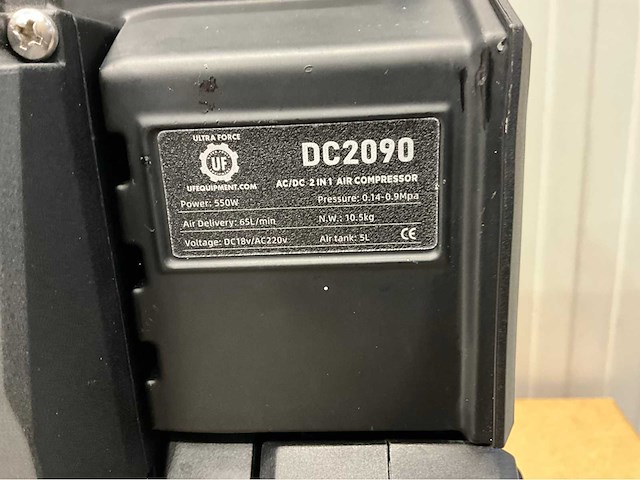 ULTRA FORCE
UF
UFEQUIPMENT.COM
DC2090
AC/DC 2 IN 1 AIR COMPRESSOR
Power: 550W
Pressure: 0.14-0.9Mpa
Air Delivery: 65L/min
N.W.: 10.5kg
Voltage: DC18v/AC220v
Air tank: 5L
CE